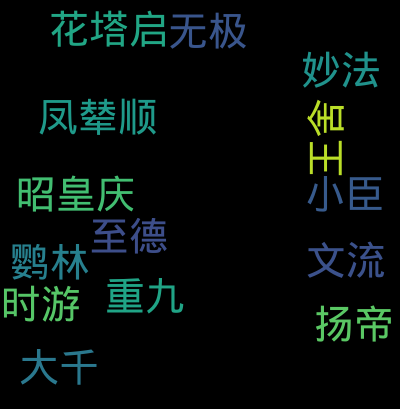 花塔启
无极
妙法
凤辇顺
王舍
昭皇庆
小臣
至德
鹦林
文流
时游
重九
扬帝
大千